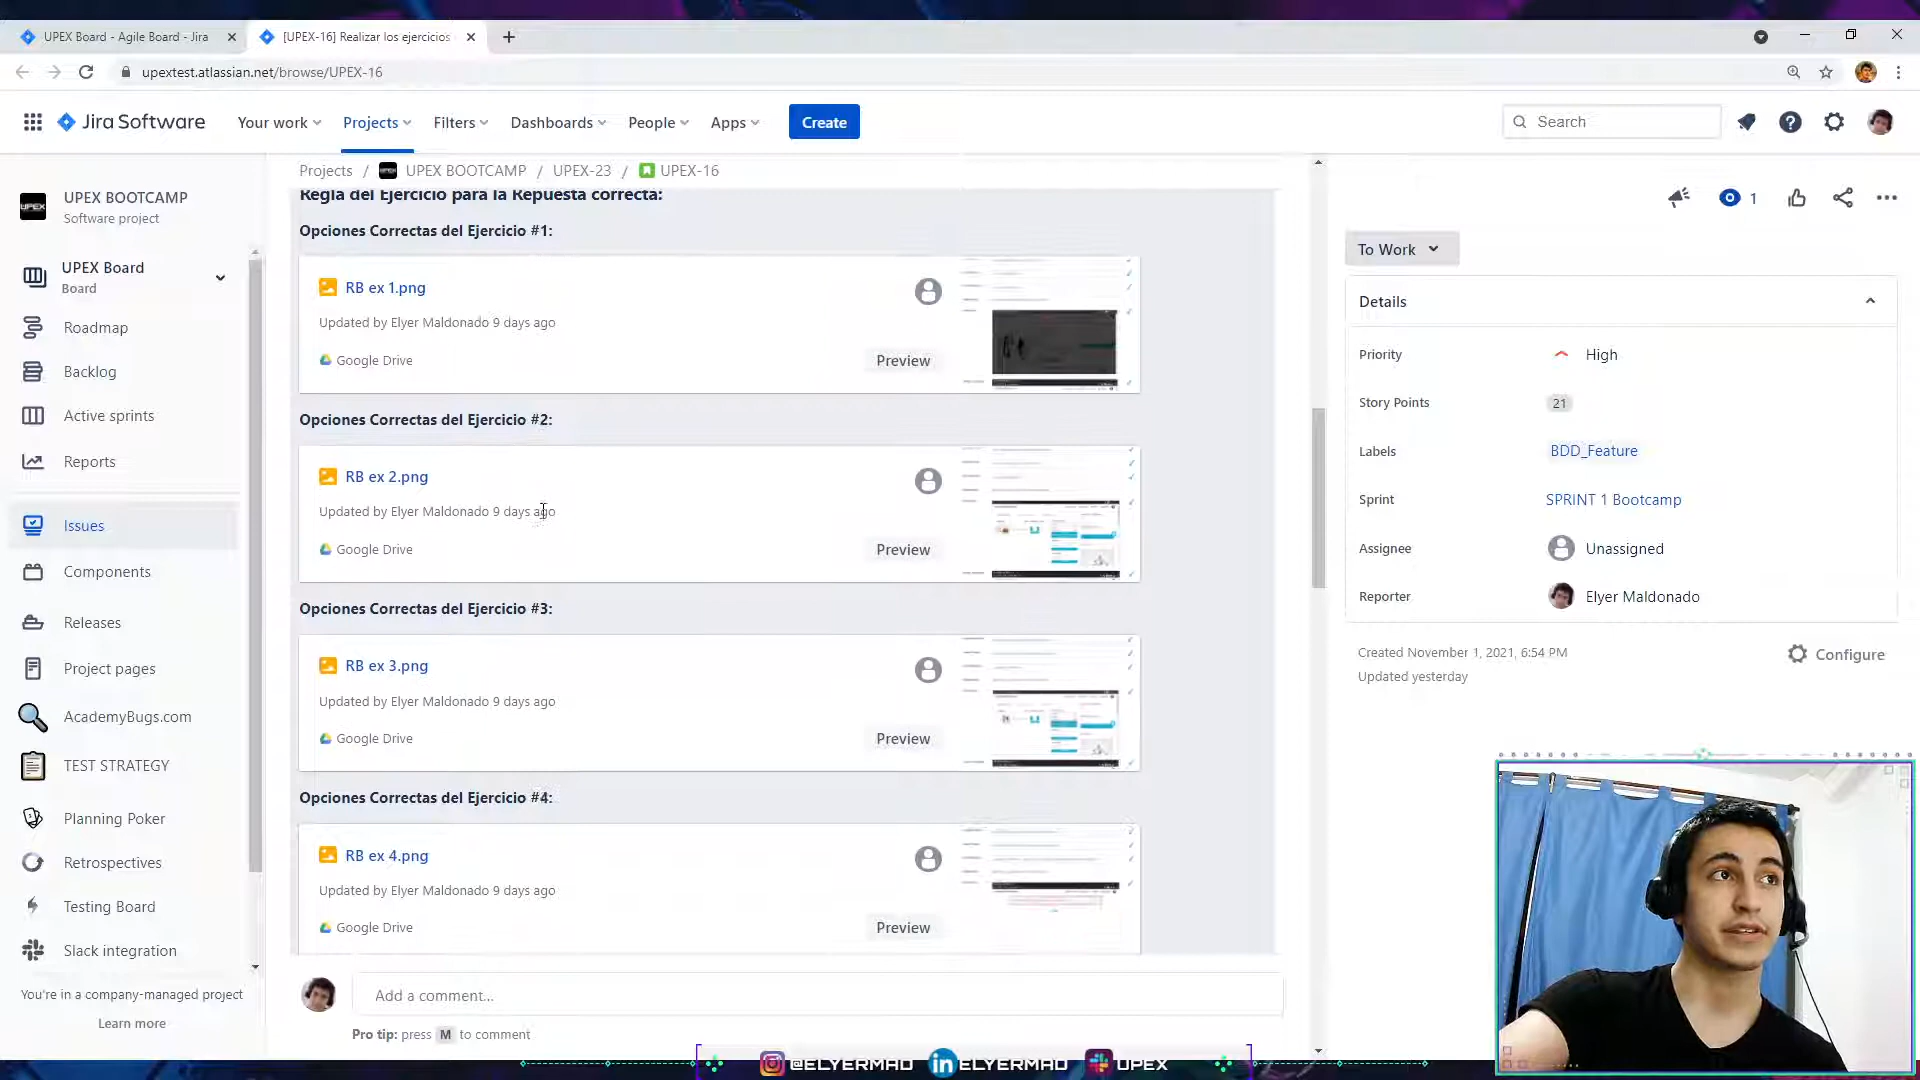 UPEX Board - Agile Board - Jira
[UPEX-16] Realizar los ejercicios
upextest.atlassian.net/browse/UPEX-16
Jira Software
Your work
Projects
Filters
Dashboards
People
Apps
Create
Search
Projects / UPEX BOOTCAMP / UPEX-23 / UPEX-16
UPEX BOOTCAMP
Software project
UPEX Board
Board
Roadmap
Backlog
Active sprints
Reports
Issues
Components
Releases
Project pages
AcademyBugs.com
TEST STRATEGY
Planning Poker
Retrospectives
Testing Board
Slack integration
You're in a company-managed project
Learn more
Regla del Ejercicio para la Repuesta correcta:
Opciones Correctas del Ejercicio #1:
RB ex 1.png
Updated by Elyer Maldonado 9 days ago
Google Drive
Preview
Opciones Correctas del Ejercicio #2:
RB ex 2.png
Updated by Elyer Maldonado 9 days ago
Google Drive
Preview
Opciones Correctas del Ejercicio #3:
RB ex 3.png
Updated by Elyer Maldonado 9 days ago
Google Drive
Preview
Opciones Correctas del Ejercicio #4:
RB ex 4.png
Updated by Elyer Maldonado 9 days ago
Google Drive
Preview
Add a comment...
Pro tip: press M to comment
1
To Work
Details
Priority
High
Story Points
21
Labels
BDD_Feature
Sprint
SPRINT 1 Bootcamp
Assignee
Unassigned
Reporter
Elyer Maldonado
Created November 1, 2021, 6:54 PM
Updated yesterday
Configure
@ELYERMAD
ELYERMAD
UPEX